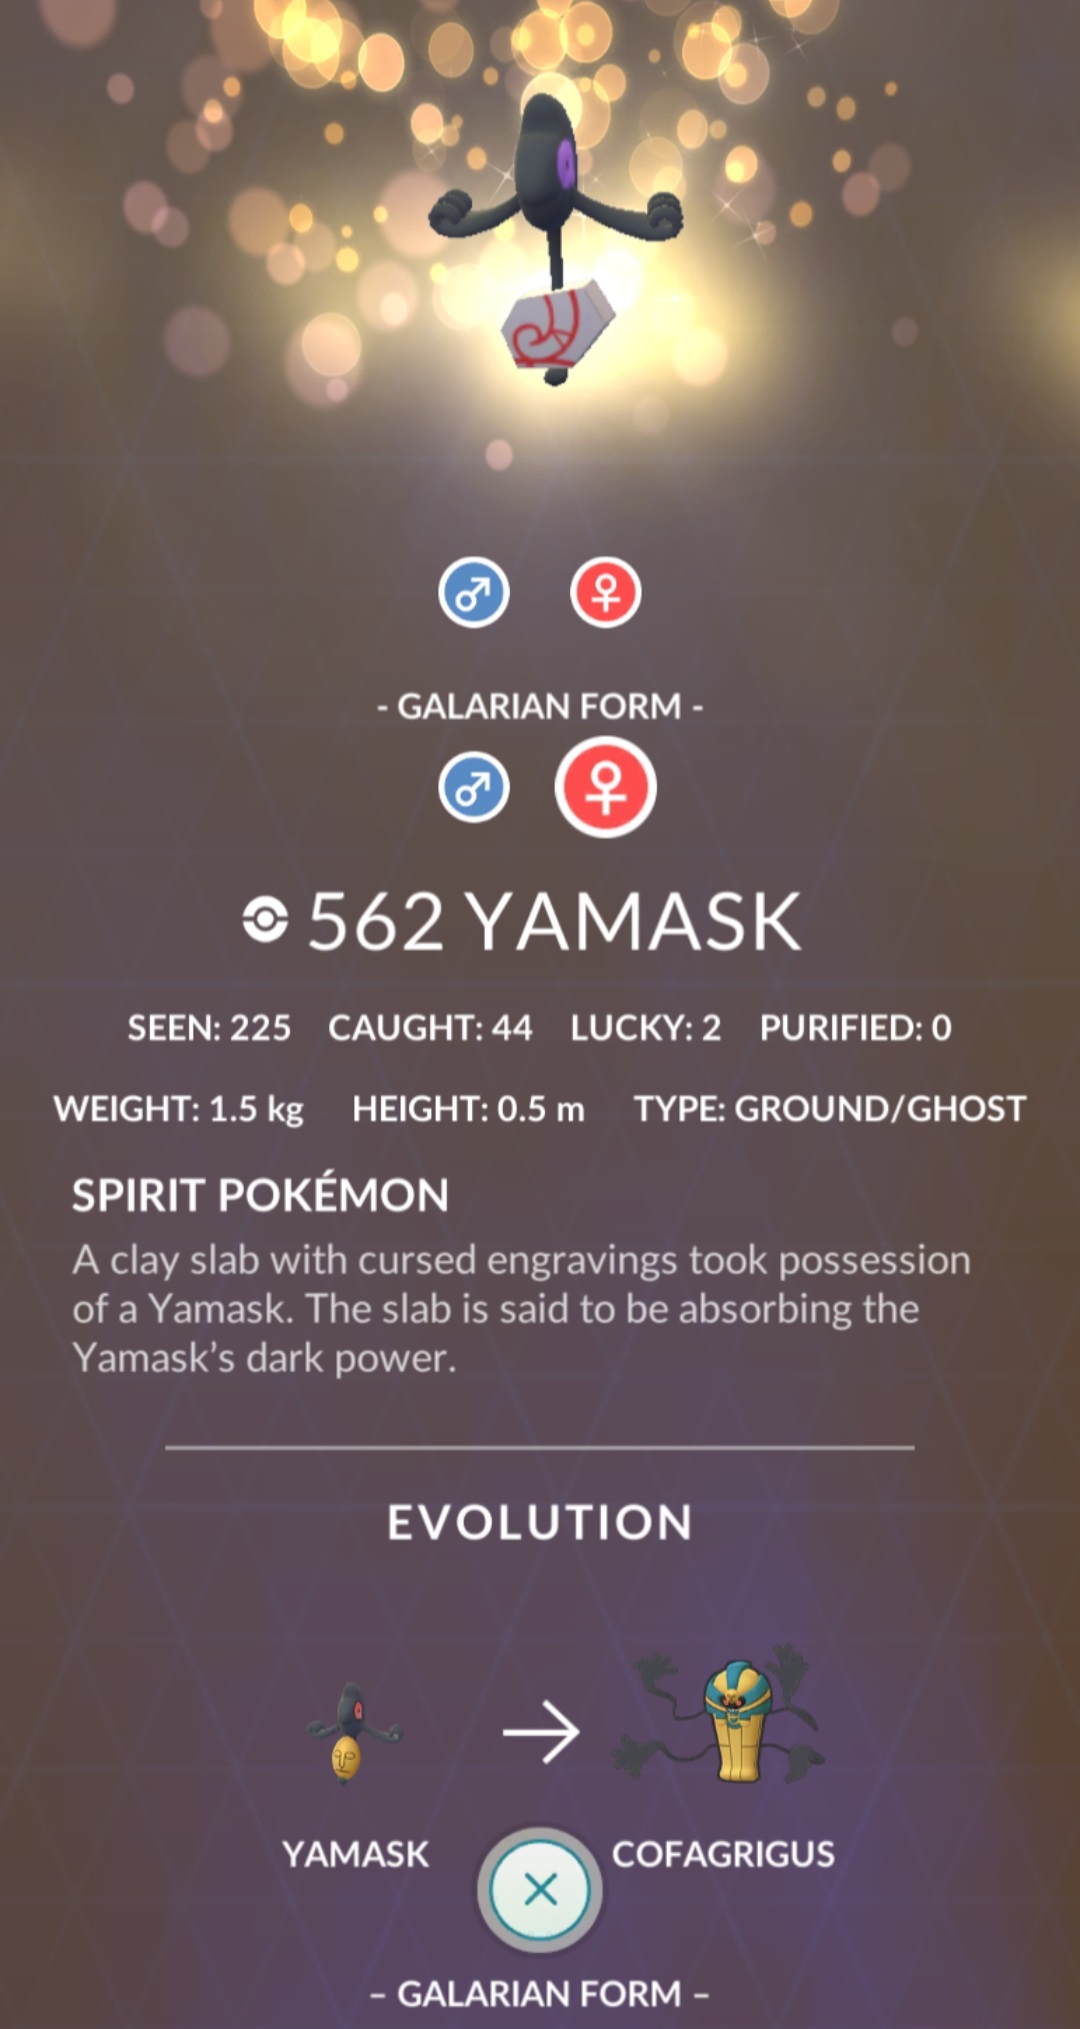 - GALARIAN FORM -
562 YAMASK
SEEN: 225 CAUGHT: 44 LUCKY: 2 PURIFIED: 0
WEIGHT: 1.5 kg HEIGHT: 0.5 m TYPE: GROUND/GHOST
SPIRIT POKÉMON
A clay slab with cursed engravings took possession
of a Yamask. The slab is said to be absorbing the
Yamask's dark power.
EVOLUTION
YAMASK COFAGRIGUS
– GALARIAN FORM –